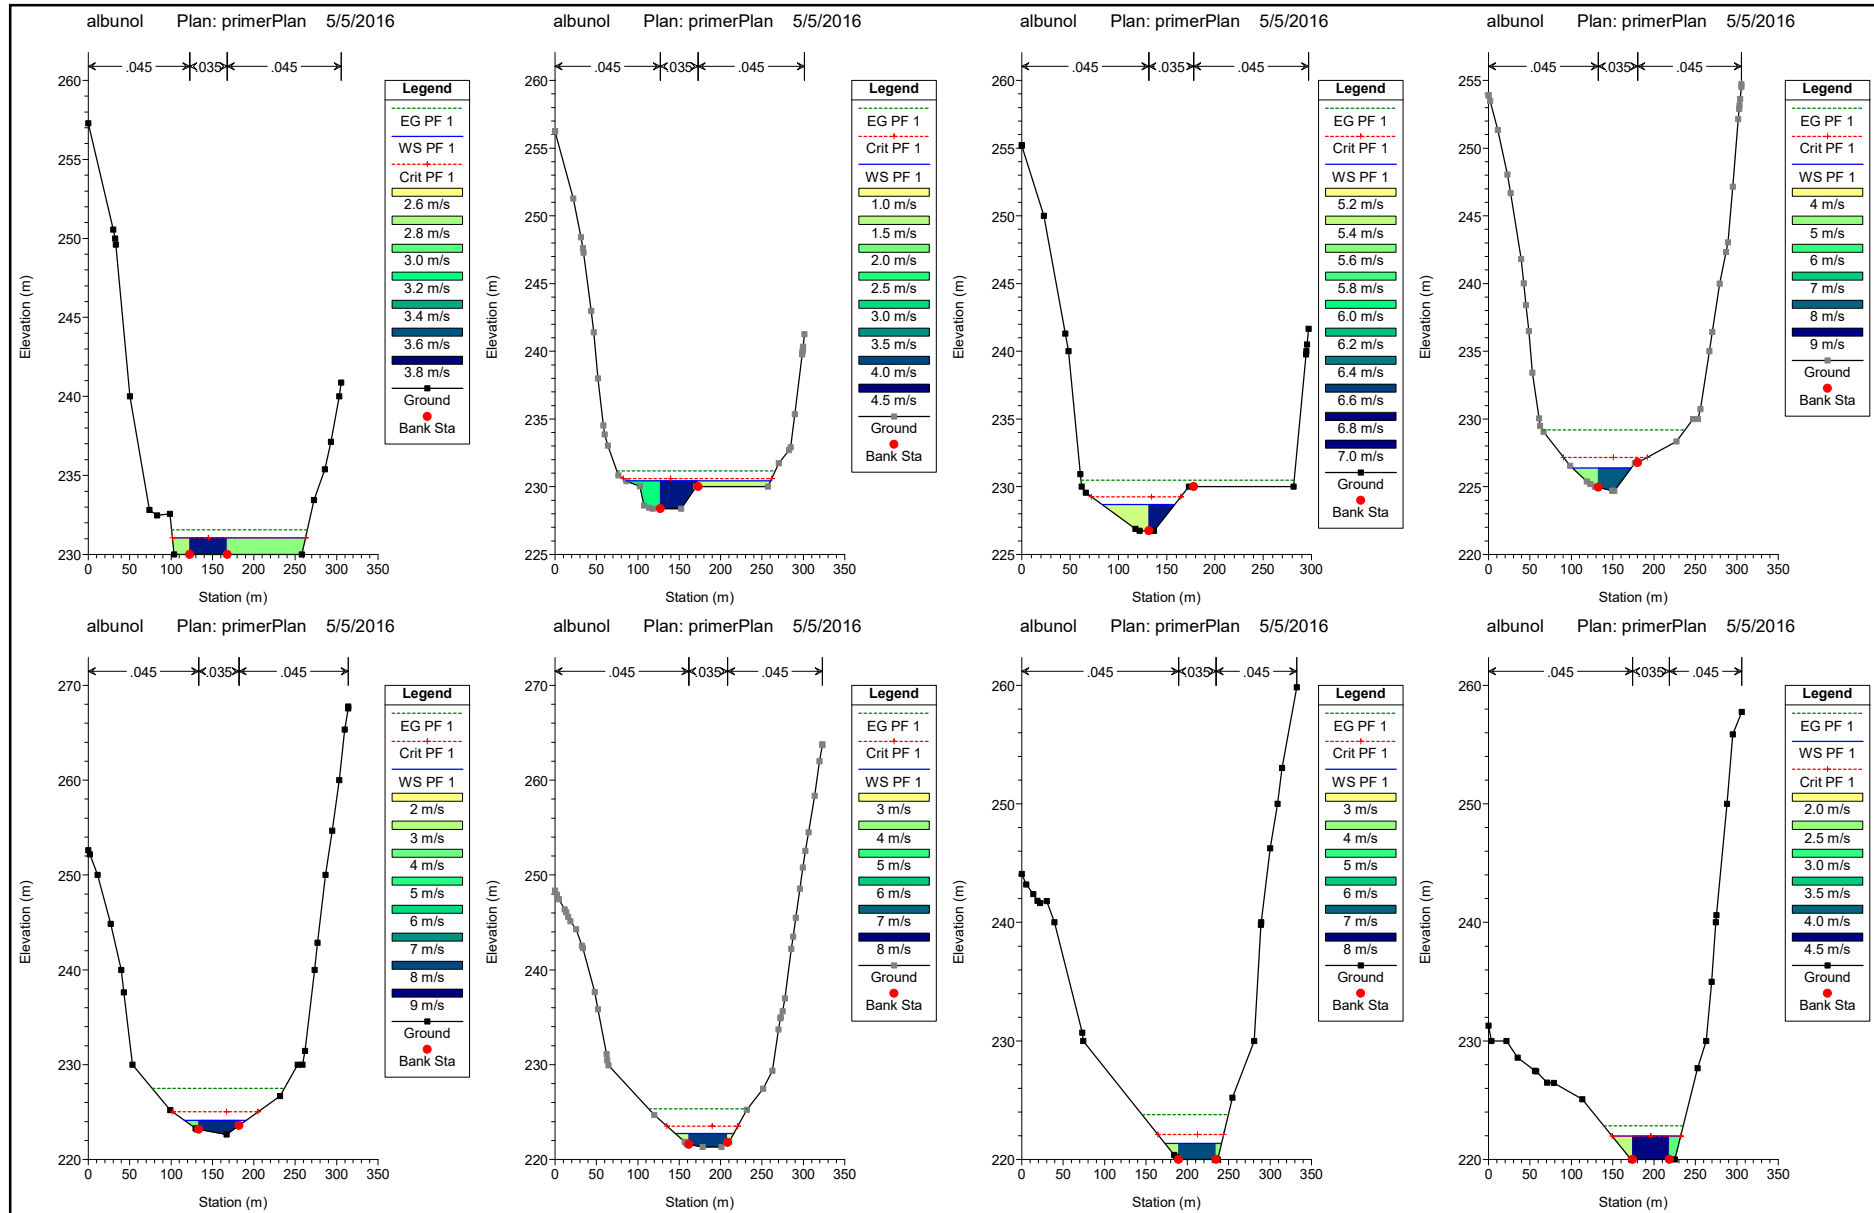 albunol Plan: primerPlan 5/5/2016
.045 035 .045
260
255
250
245
240
235
230
Elevation (m)
0 50 100 150 200 250 300 350
Station (m)
Legend
EG PF 1
WS PF 1
Crit PF 1
2.6 m/s
2.8 m/s
3.0 m/s
3.2 m/s
3.4 m/s
3.6 m/s
3.8 m/s
Ground
Bank Sta
albunol Plan: primerPlan 5/5/2016
.045 035 .045
260
255
250
245
240
235
230
225
Elevation (m)
0 50 100 150 200 250 300 350
Station (m)
Legend
EG PF 1
Crit PF 1
WS PF 1
1.0 m/s
1.5 m/s
2.0 m/s
2.5 m/s
3.0 m/s
3.5 m/s
4.0 m/s
4.5 m/s
Ground
Bank Sta
albunol Plan: primerPlan 5/5/2016
.045 .035 .045
260
255
250
245
240
235
230
225
Elevation (m)
0 50 100 150 200 250 300
Station (m)
Legend
EG PF 1
Crit PF 1
WS PF 1
5.2 m/s
5.4 m/s
5.6 m/s
5.8 m/s
6.0 m/s
6.2 m/s
6.4 m/s
6.6 m/s
6.8 m/s
7.0 m/s
Ground
Bank Sta
albunol Plan: primerPlan 5/5/2016
.045 .035 .045
255
250
245
240
235
230
225
220
Elevation (m)
0 50 100 150 200 250 300 350
Station (m)
Legend
EG PF 1
Crit PF 1
WS PF 1
4 m/s
5 m/s
6 m/s
7 m/s
8 m/s
9 m/s
Ground
Bank Sta
albunol Plan: primerPlan 5/5/2016
.045 .035 .045
270
260
250
240
230
220
Elevation (m)
0 50 100 150 200 250 300 350
Station (m)
Legend
EG PF 1
Crit PF 1
WS PF 1
2 m/s
3 m/s
4 m/s
5 m/s
6 m/s
7 m/s
8 m/s
9 m/s
Ground
Bank Sta
albunol Plan: primerPlan 5/5/2016
.045 035 .045
270
260
250
240
230
220
Elevation (m)
0 50 100 150 200 250 300 350
Station (m)
Legend
EG PF 1
Crit PF 1
WS PF 1
3 m/s
4 m/s
5 m/s
6 m/s
7 m/s
8 m/s
Ground
Bank Sta
albunol Plan: primerPlan 5/5/2016
.045 035 .045
260
250
240
230
220
Elevation (m)
0 50 100 150 200 250 300 350
Station (m)
Legend
EG PF 1
Crit PF 1
WS PF 1
3 m/s
4 m/s
5 m/s
6 m/s
7 m/s
8 m/s
Ground
Bank Sta
albunol Plan: primerPlan 5/5/2016
.045 035 .045
260
250
240
230
220
Elevation (m)
0 50 100 150 200 250 300 350
Station (m)
Legend
EG PF 1
WS PF 1
Crit PF 1
2.0 m/s
2.5 m/s
3.0 m/s
3.5 m/s
4.0 m/s
4.5 m/s
Ground
Bank Sta